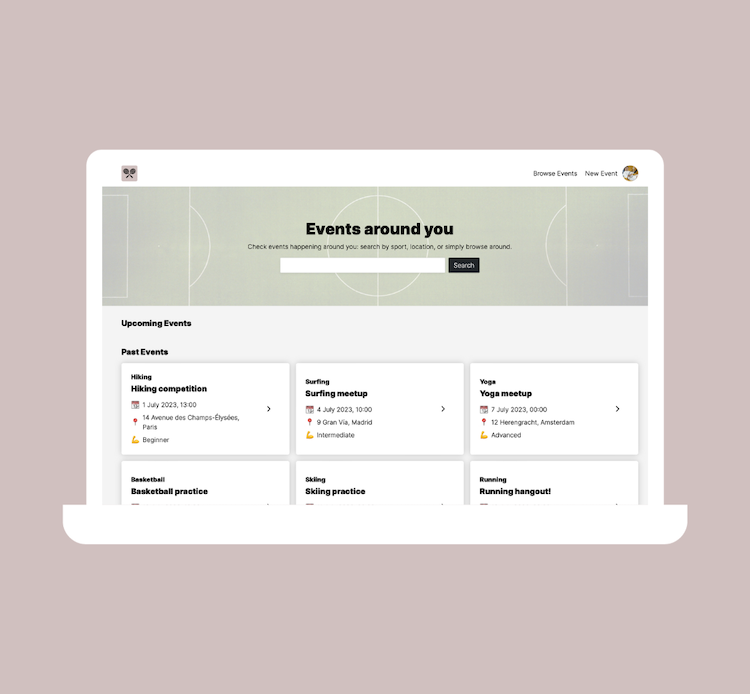 Browse Events New Event
Events around you
Check events happening around you: search by sport, location, or simply browse around.
Search
Upcoming Events
Past Events
Hiking
Hiking competition
1 July 2023, 13:00
14 Avenue des Champs-Élysées,
Paris
Beginner
Surfing
Surfing meetup
4 July 2023, 10:00
9 Gran Vía, Madrid
Intermediate
Yoga
Yoga meetup
7 July 2023, 00:00
12 Herengracht, Amsterdam
Advanced
Basketball
Basketball practice
Skiing
Skiing practice
Running
Running hangout!